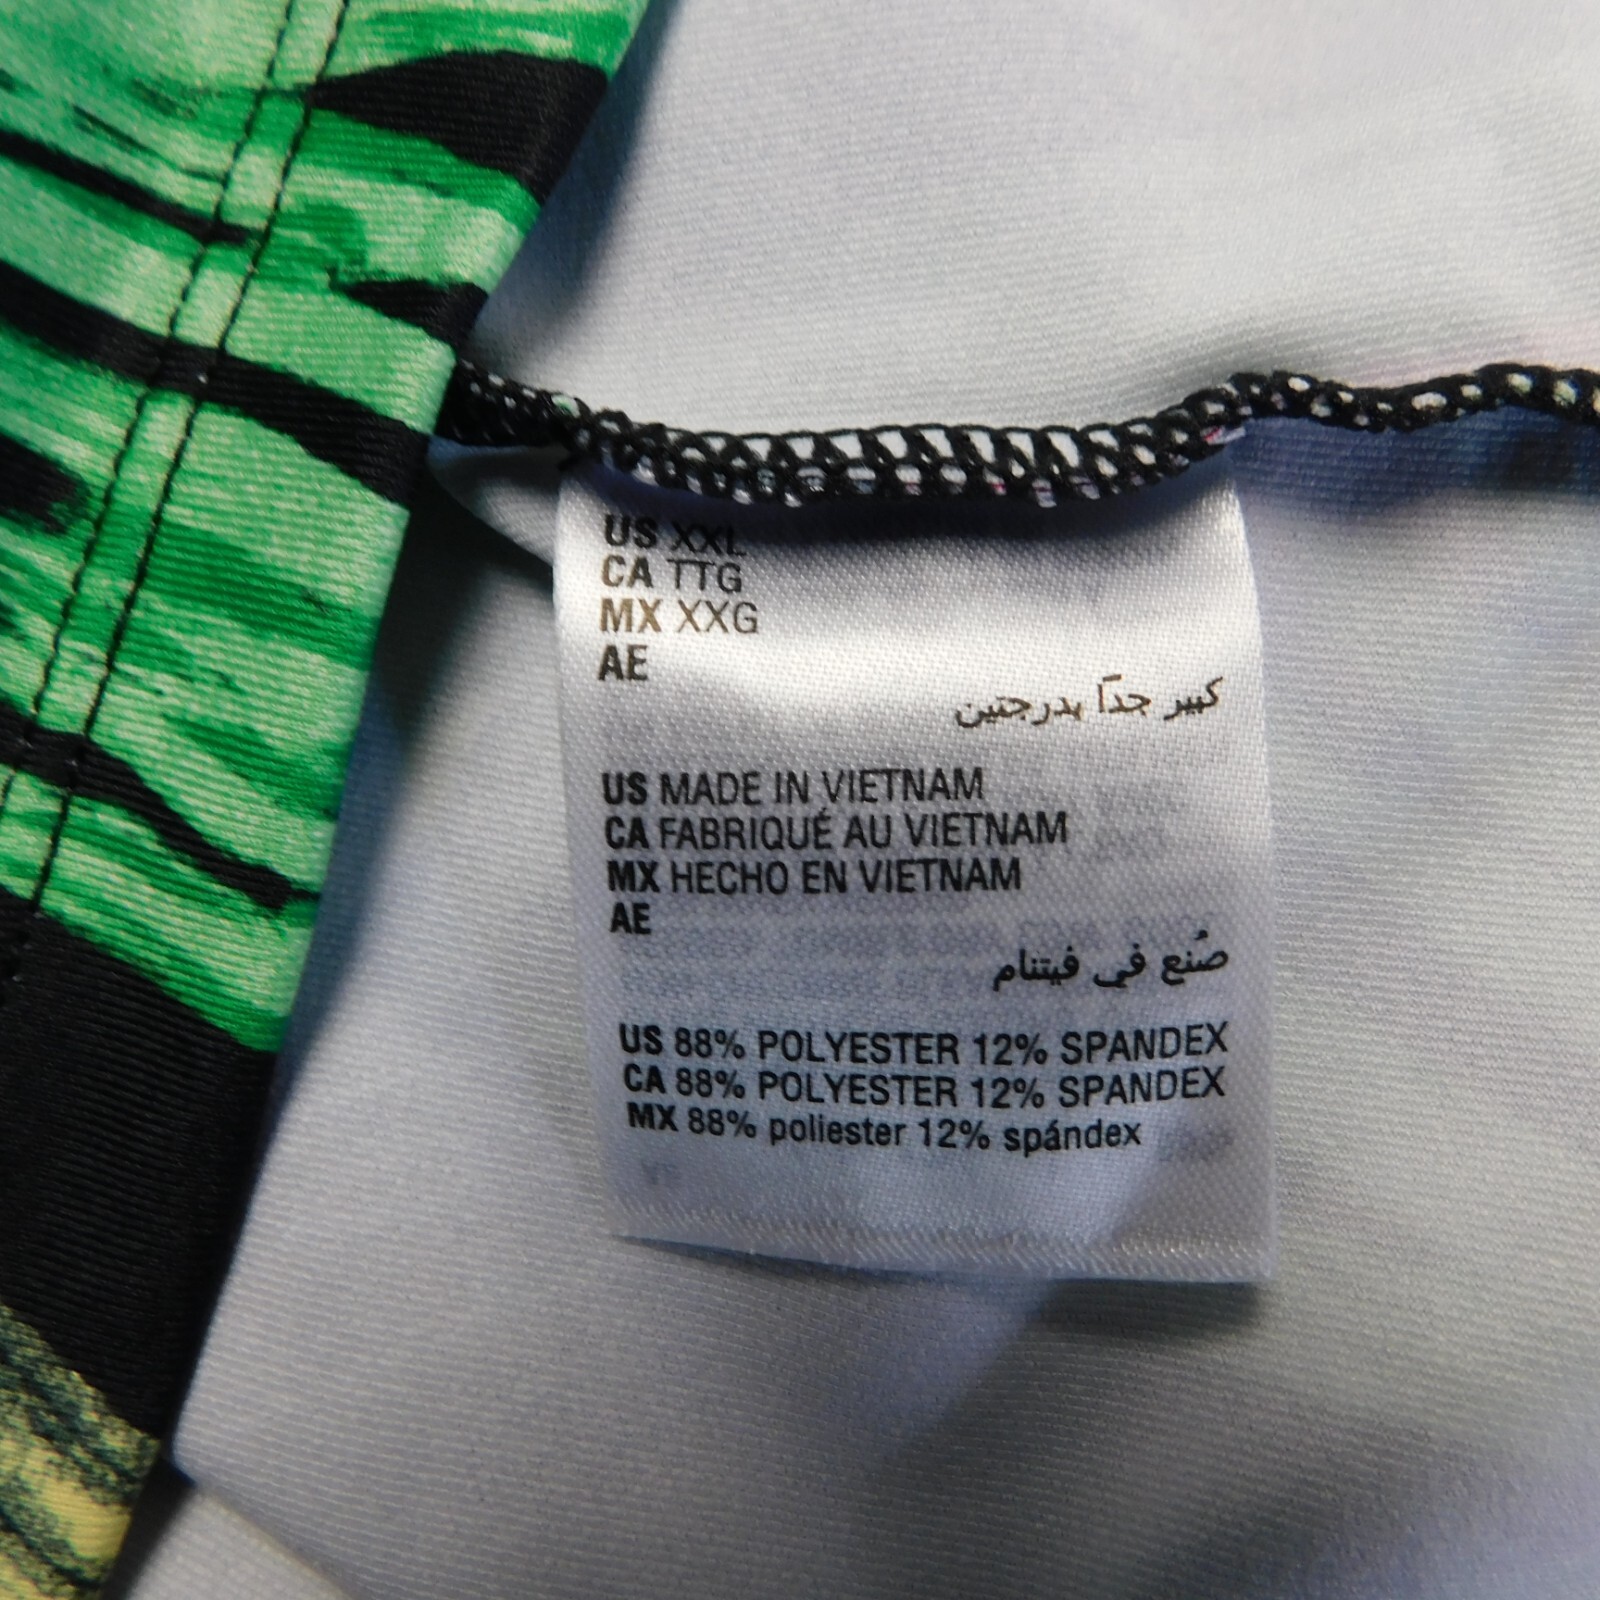 US XXL
CA TTG
MX XXG
AE
كبير جدًا بدرجتين
US MADE IN VIETNAM
CA FABRIQUÉ AU VIETNAM
MX HECHO EN VIETNAM
AE
صُنع في فيتنام
US 88% POLYESTER 12% SPANDEX
CA 88% POLYESTER 12% SPANDEX
MX 88% poliester 12% spándex